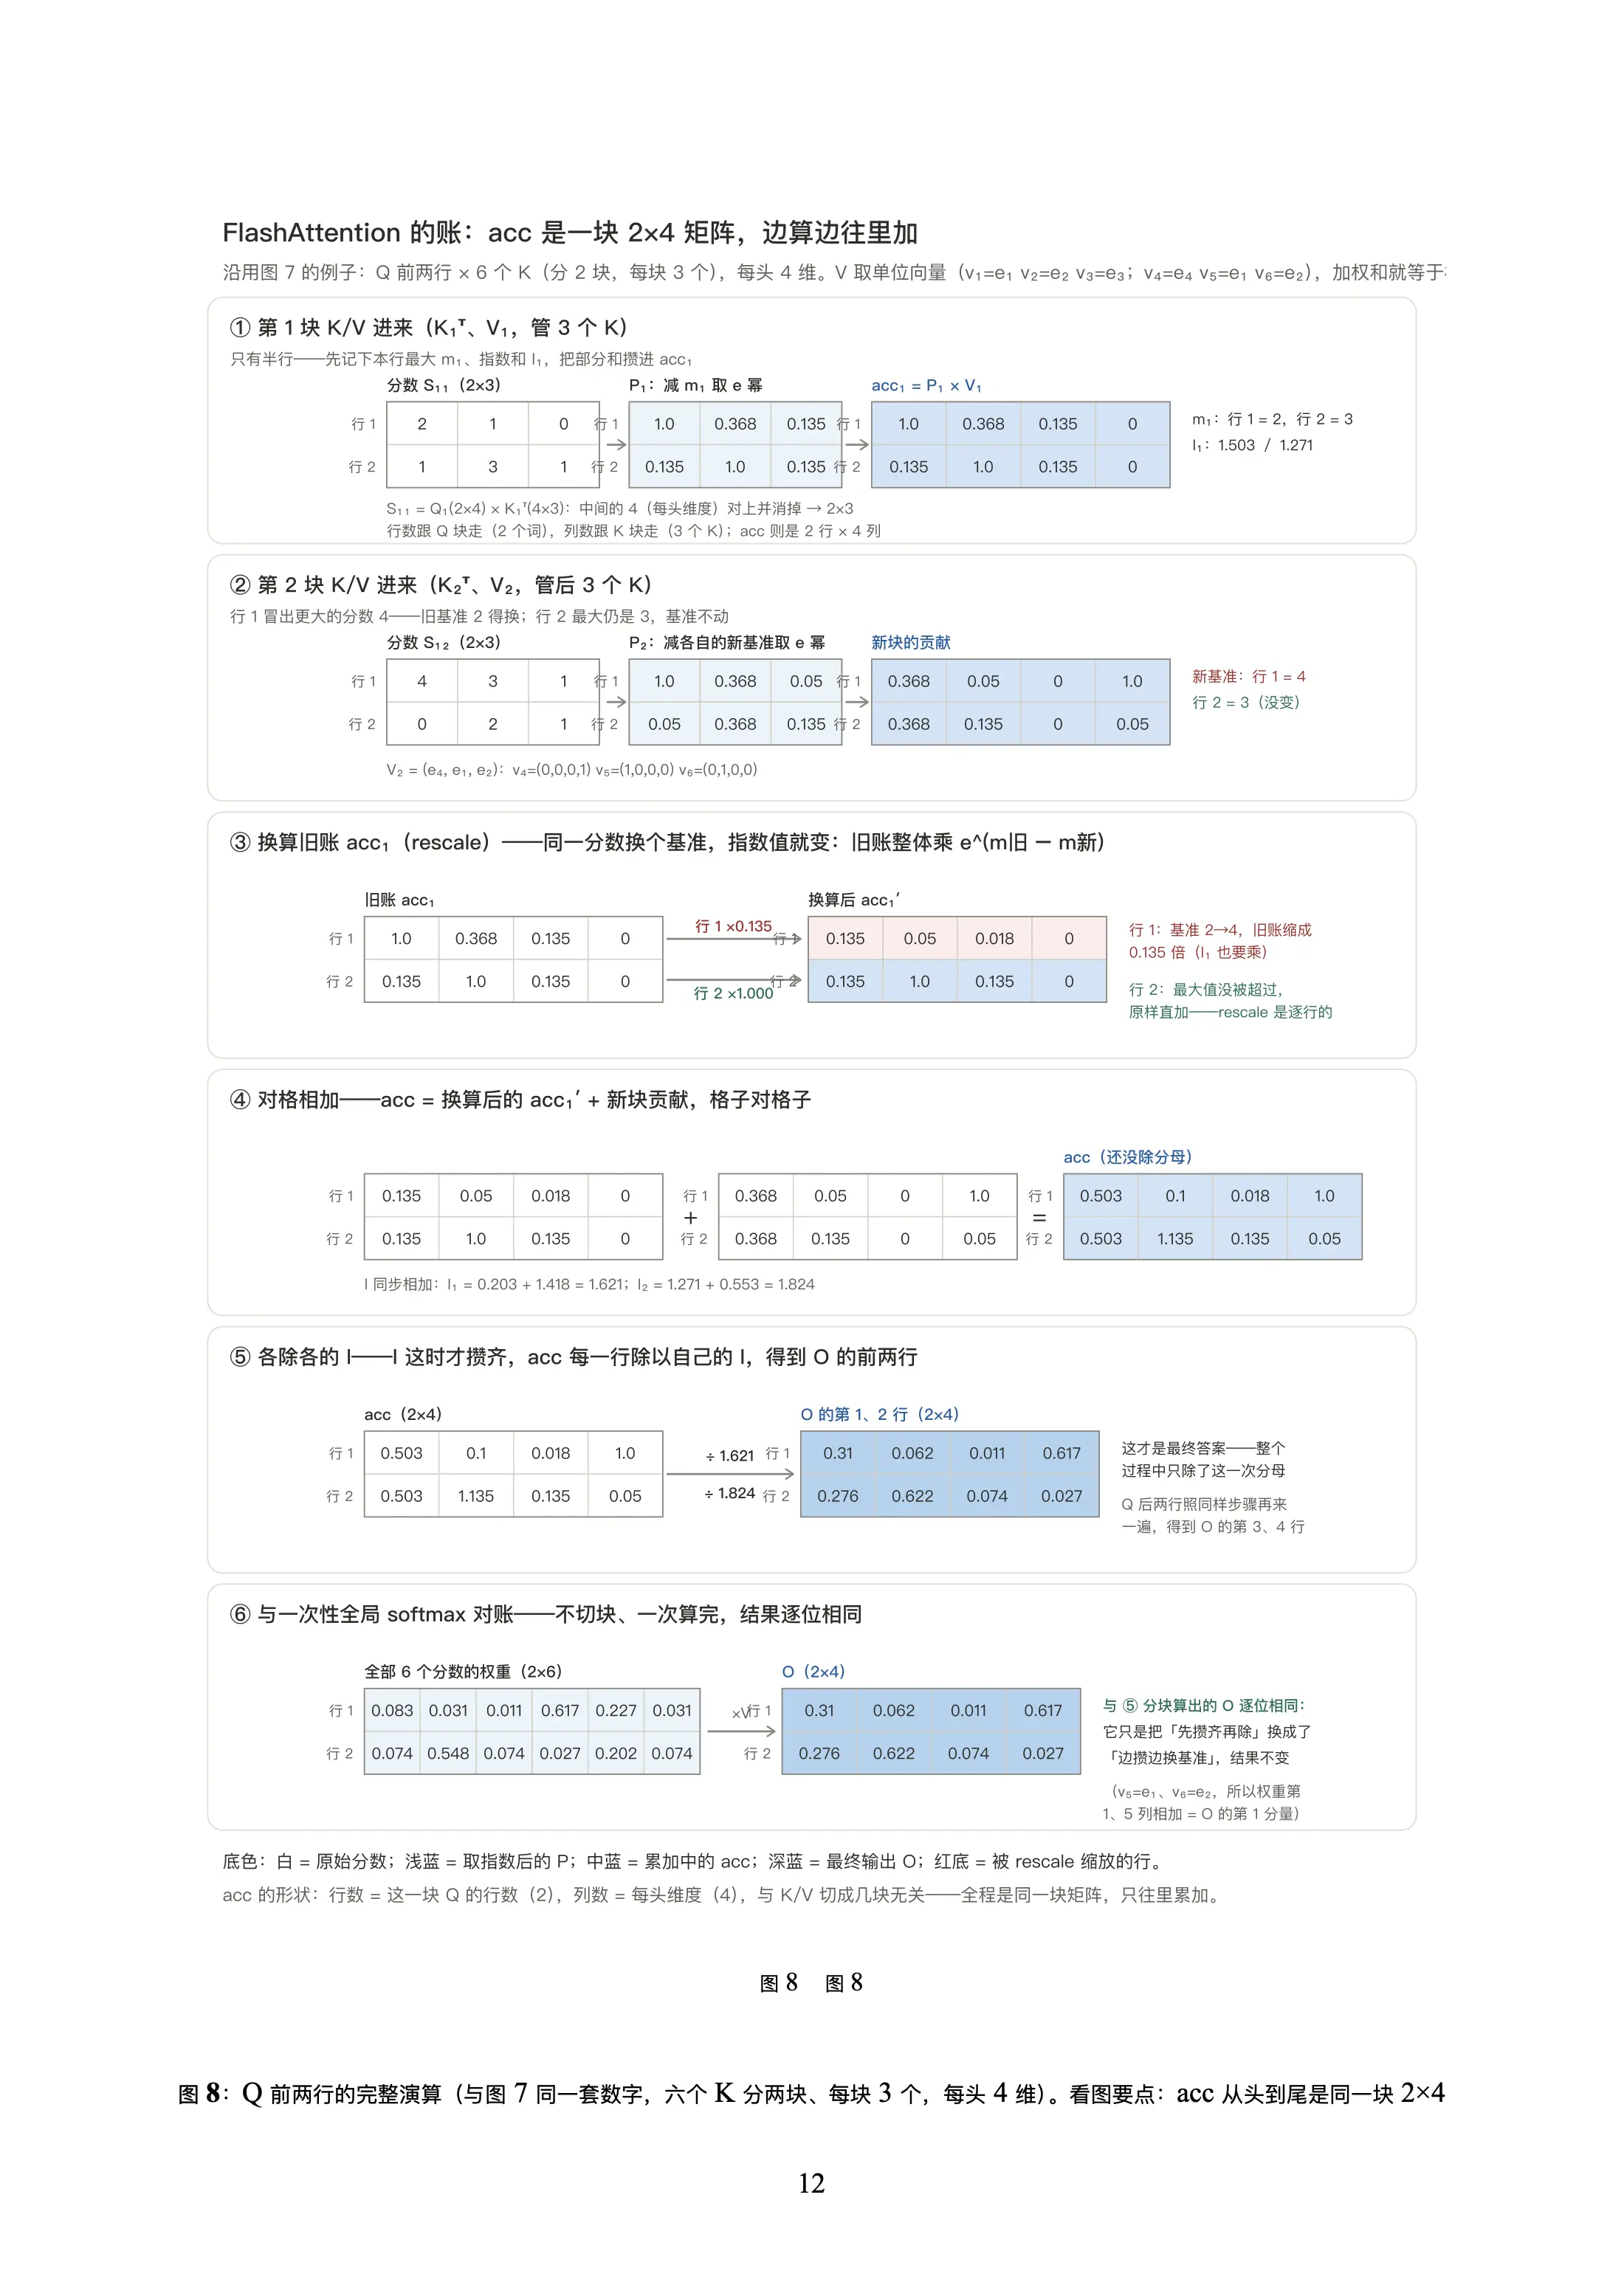 FlashAttention 的账：acc 是一块 2×4 矩阵，边算边往里加
沿用图 7 的例子：Q 前两行 × 6 个 K（分 2 块，每块 3 个），每头 4 维。V 取单位向量（v₁=e₁ v₂=e₂ v₃=e₃；v₄=e₄ v₅=e₁ v₆=e₂），加权和就等于
① 第 1 块 K/V 进来（K₁ᵀ、V₁，管 3 个 K）
只有半行——先记下本行最大 m₁、指数和 l₁，把部分和攒进 acc₁
分数 S₁₁（2×3） P₁：减 m₁ 取 e 幂 acc₁ = P₁ × V₁
行 1 2 1 0 行 1 1.0 0.368 0.135 行 1 1.0 0.368 0.135 0 m₁：行 1 = 2，行 2 = 3
l₁：1.503 / 1.271
行 2 1 3 1 行 2 0.135 1.0 0.135 行 2 0.135 1.0 0.135 0
S₁₁ = Q₁(2×4) × K₁ᵀ(4×3)：中间的 4（每头维度）对上并消掉 → 2×3
行数跟 Q 块走（2 个词），列数跟 K 块走（3 个 K）；acc 则是 2 行 × 4 列
② 第 2 块 K/V 进来（K₂ᵀ、V₂，管后 3 个 K）
行 1 冒出更大的分数 4——旧基准 2 得换；行 2 最大仍是 3，基准不动
分数 S₁₂（2×3） P₂：减各自的新基准取 e 幂 新块的贡献
行 1 4 3 1 行 1 1.0 0.368 0.05 行 1 0.368 0.05 0 1.0 新基准：行 1 = 4
行 2 = 3（没变）
行 2 0 2 1 行 2 0.05 0.368 0.135 行 2 0.368 0.135 0 0.05
V₂ = (e₄, e₁, e₂)：v₄=(0,0,0,1) v₅=(1,0,0,0) v₆=(0,1,0,0)
③ 换算旧账 acc₁（rescale）——同一分数换个基准，指数值就变：旧账整体乘 e^(m旧 − m新)
旧账 acc₁ 换算后 acc₁′
行 1 1.0 0.368 0.135 0 行 1 ×0.135 行 1 0.135 0.05 0.018 0 行 1：基准 2→4，旧账缩成
0.135 倍（l₁ 也要乘）
行 2 0.135 1.0 0.135 0 行 2 ×1.000 行 2 0.135 1.0 0.135 0 行 2：最大值没被超过，
原样直加——rescale 是逐行的
④ 对格相加——acc = 换算后的 acc₁′ + 新块贡献，格子对格子
acc（还没除分母）
行 1 0.135 0.05 0.018 0 行 1 0.368 0.05 0 1.0 行 1 0.503 0.1 0.018 1.0
+ =
行 2 0.135 1.0 0.135 0 行 2 0.368 0.135 0 0.05 行 2 0.503 1.135 0.135 0.05
l 同步相加：l₁ = 0.203 + 1.418 = 1.621；l₂ = 1.271 + 0.553 = 1.824
⑤ 各除各的 l——l 这时才攒齐，acc 每一行除以自己的 l，得到 O 的前两行
acc（2×4） O 的第 1、2 行（2×4）
行 1 0.503 0.1 0.018 1.0 ÷ 1.621 行 1 0.31 0.062 0.011 0.617 这才是最终答案——整个
过程中只除了这一次分母
行 2 0.503 1.135 0.135 0.05 ÷ 1.824 行 2 0.276 0.622 0.074 0.027 Q 后两行照同样步骤再来
一遍，得到 O 的第 3、4 行
⑥ 与一次性全局 softmax 对账——不切块、一次算完，结果逐位相同
全部 6 个分数的权重（2×6） O（2×4）
行 1 0.083 0.031 0.011 0.617 0.227 0.031 ×V 行 1 0.31 0.062 0.011 0.617 与 ⑤ 分块算出的 O 逐位相同：
它只是把「先攒齐再除」换成了
行 2 0.074 0.548 0.074 0.027 0.202 0.074 行 2 0.276 0.622 0.074 0.027 「边攒边换基准」，结果不变
（v₅=e₁、v₆=e₂，所以权重第
1、5 列相加 = O 的第 1 分量）
底色：白 = 原始分数；浅蓝 = 取指数后的 P；中蓝 = 累加中的 acc；深蓝 = 最终输出 O；红底 = 被 rescale 缩放的行。
acc 的形状：行数 = 这一块 Q 的行数（2），列数 = 每头维度（4），与 K/V 切成几块无关——全程是同一块矩阵，只往里累加。
图 8 图 8
图 8：Q 前两行的完整演算（与图 7 同一套数字，六个 K 分两块、每块 3 个，每头 4 维）。看图要点：acc 从头到尾是同一块 2×4
12